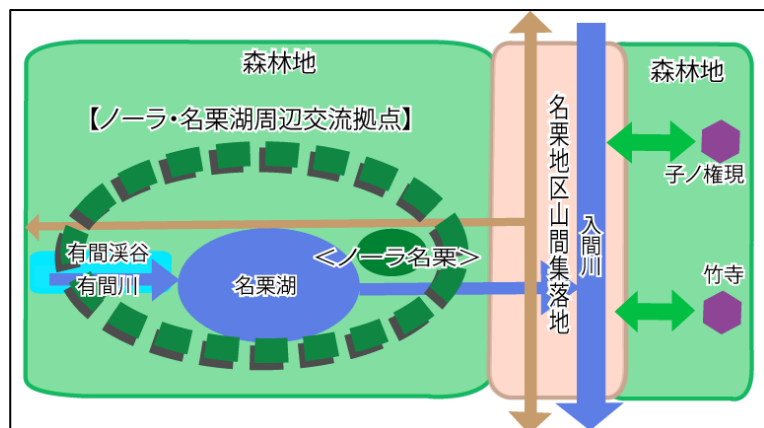 森林地
森林地
【ノーラ・名栗湖周辺交流拠点】
名栗地区山間集落地
子ノ権現
入間川
有間渓谷
<ノーラ名栗>
有間川
名栗湖
竹寺